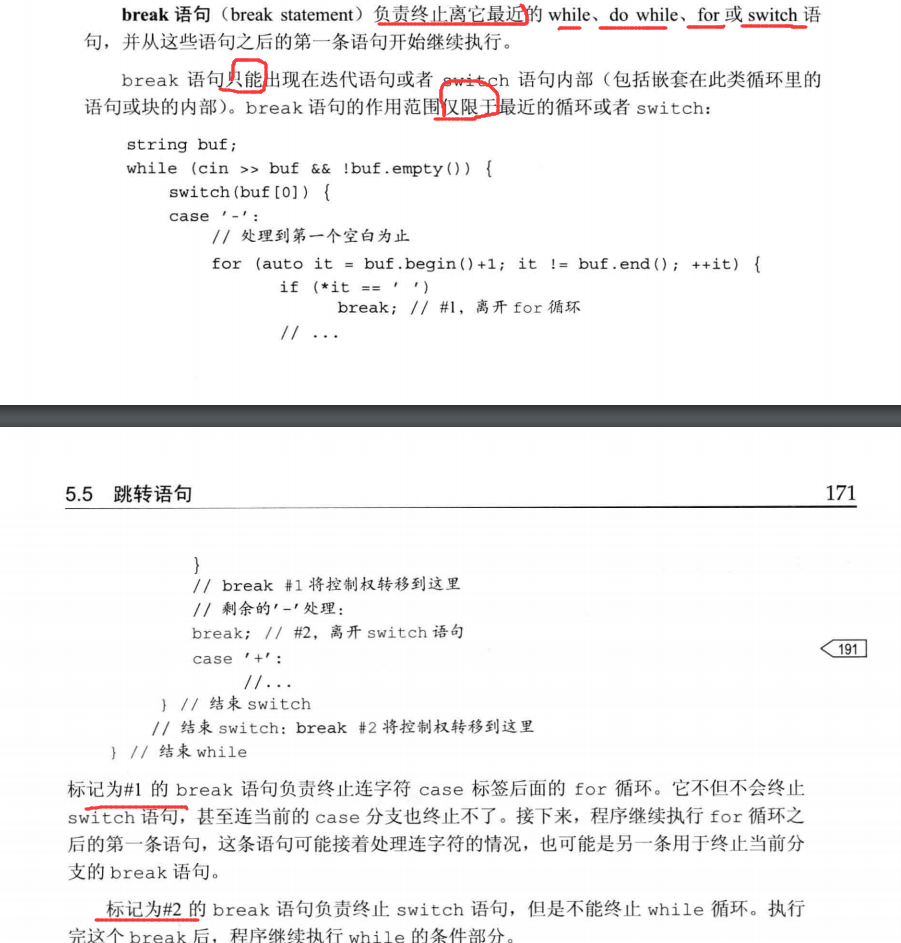 break 语句（break statement）负责终止离它最近的 while、do while、for 或 switch 语
句，并从这些语句之后的第一条语句开始继续执行。
break 语句只能出现在迭代语句或者 switch 语句内部（包括嵌套在此类循环里的
语句或块的内部）。break 语句的作用范围仅限于最近的循环或者 switch：
string buf;
while (cin >> buf && !buf.empty()) {
switch(buf[0]) {
case '-':
// 处理到第一个空白为止
for (auto it = buf.begin()+1; it != buf.end(); ++it) {
if (*it == ' ')
break; // #1，离开 for 循环
// ...
5.5 跳转语句 171
}
// break #1 将控制权转移到这里
// 剩余的'-'处理：
break; // #2，离开 switch 语句
191
case '+':
//...
} // 结束 switch
// 结束 switch：break #2 将控制权转移到这里
} // 结束 while
标记为#1 的 break 语句负责终止连字符 case 标签后面的 for 循环。它不但不会终止
switch 语句，甚至连当前的 case 分支也终止不了。接下来，程序继续执行 for 循环之
后的第一条语句，这条语句可能接着处理连字符的情况，也可能是另一条用于终止当前分
支的 break 语句。
标记为#2 的 break 语句负责终止 switch 语句，但是不能终止 while 循环。执行
完这个 break 后，程序继续执行 while 的条件部分。